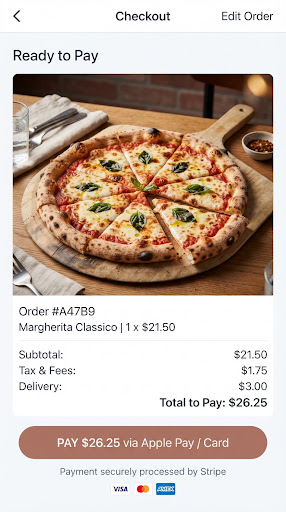 Checkout
Edit Order
Ready to Pay
Order #A47B9
Margherita Classico | 1 x $21.50
Subtotal: $21.50
Tax & Fees: $1.75
Delivery: $3.00
Total to Pay: $26.25
PAY $26.25 via Apple Pay / Card
Payment securely processed by Stripe
VISA
AMEX